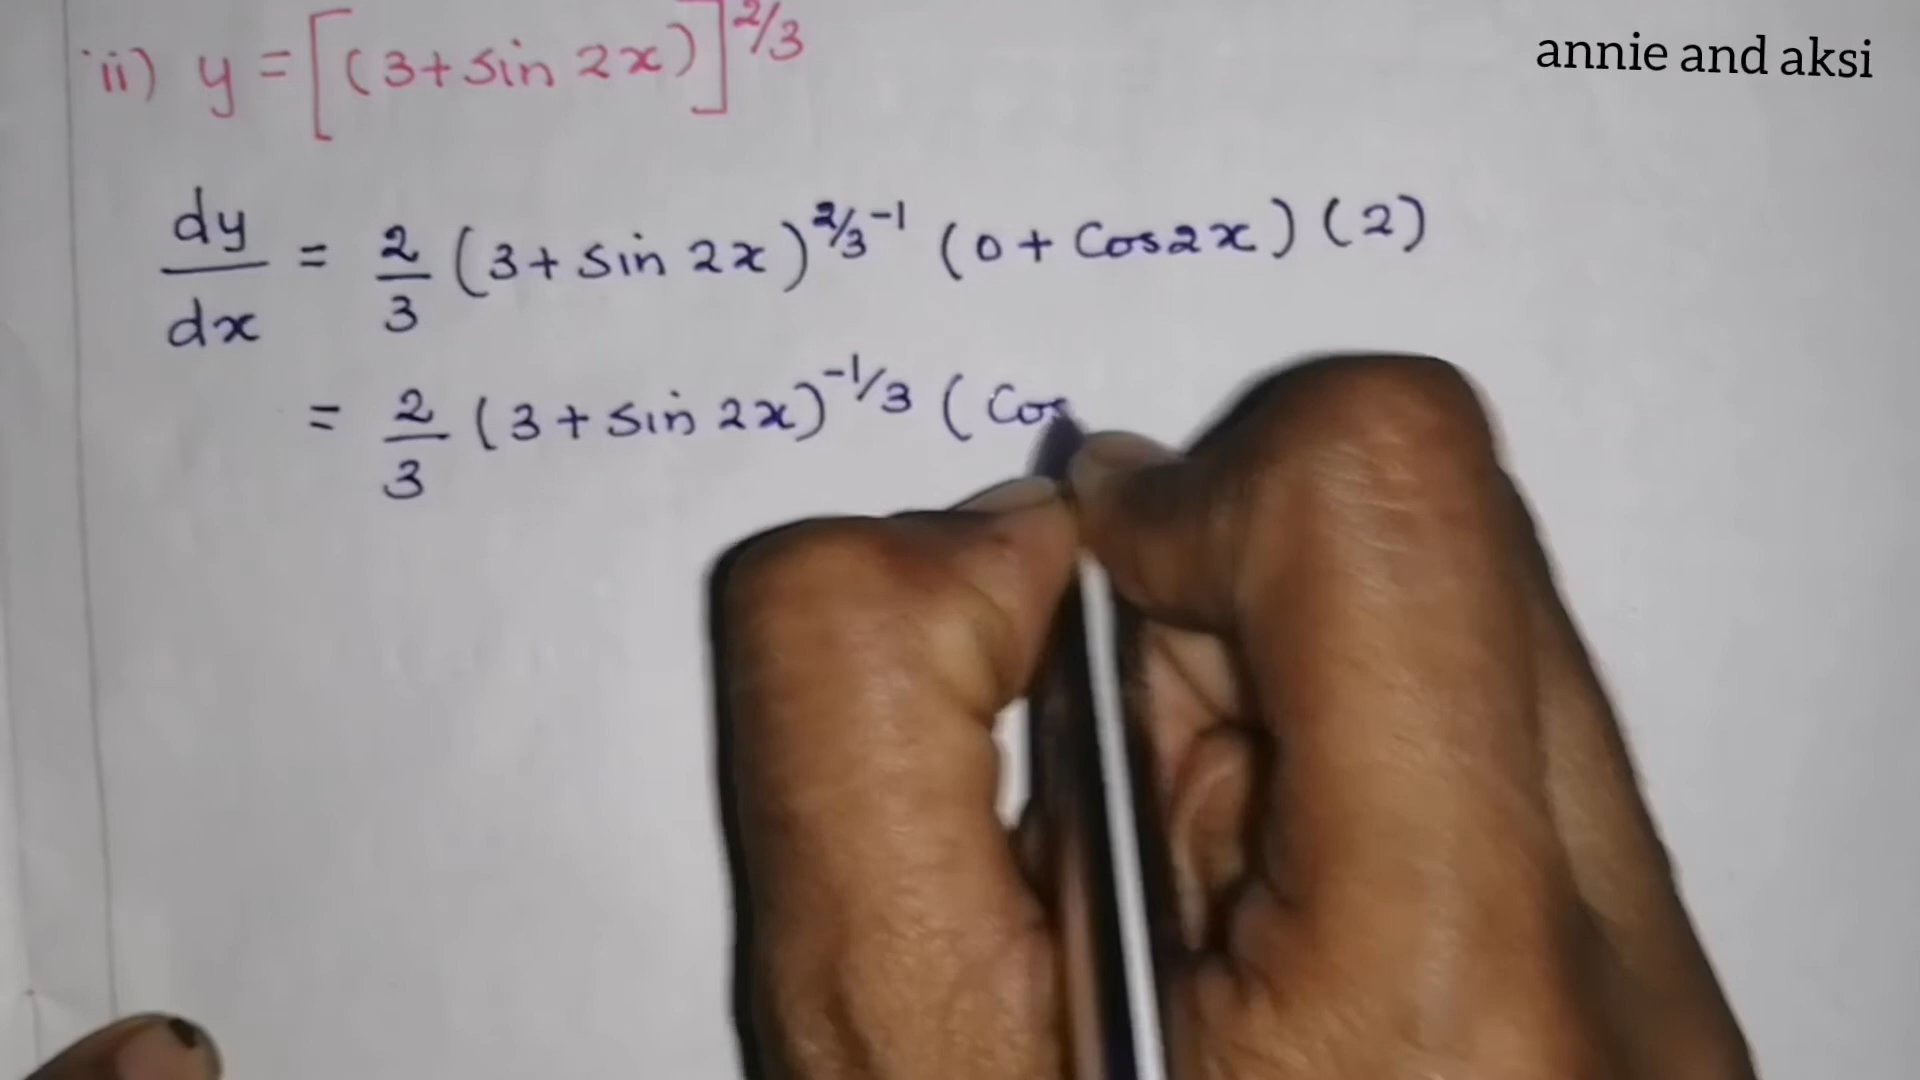 ii) y = [(3+sin 2x)]^2/3
annie and aksi
dy/dx = 2/3 (3+sin 2x)^2/3-1 (0+Cos2x)(2)
= 2/3 (3+sin 2x)^-1/3 (Cos